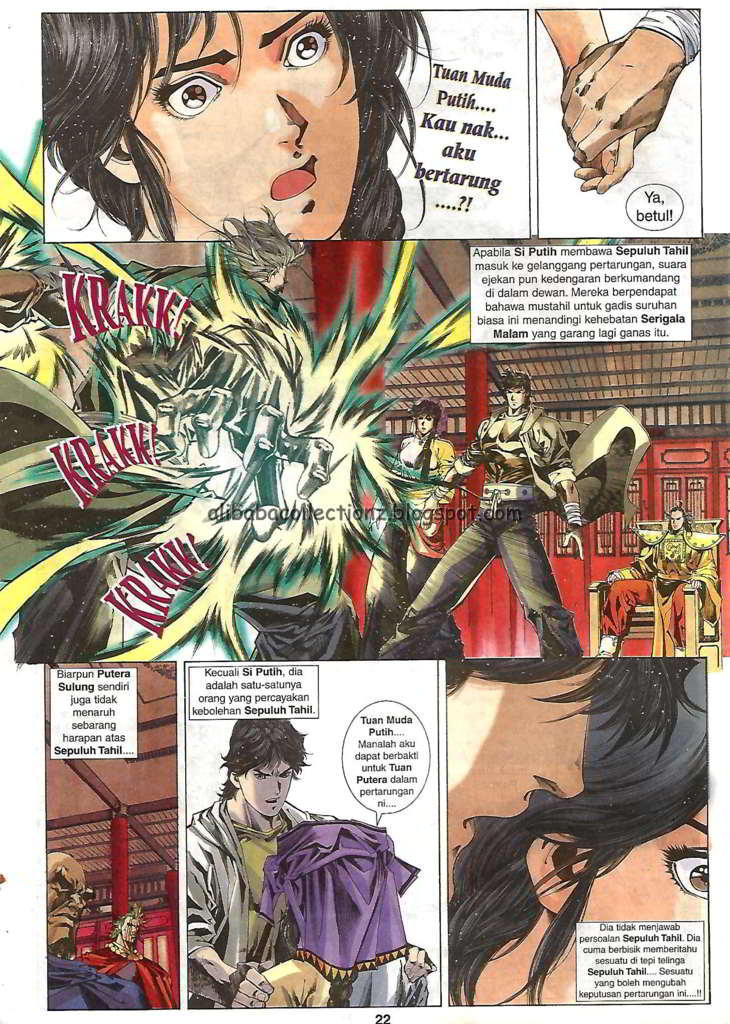 Tuan Muda
Putih....
Kau nak...
aku
bertarung
....?!
Ya,
betul!
Apabila Si Putih membawa Sepuluh Tahil
masuk ke gelanggang pertarungan, suara
ejekan pun kedengaran berkumandang
di dalam dewan. Mereka berpendapat
bahawa mustahil untuk gadis suruhan
biasa ini menandingi kehebatan Serigala
Malam yang garang lagi ganas itu.
KRAKK!
KRAKK!
KRAKK!
alibabacollectionz.blogspot.com
Biarpun Putera
Sulung sendiri
juga tidak
menaruh
sebarang
harapan atas
Sepuluh Tahil....
Kecuali Si Putih, dia
adalah satu-satunya
orang yang percayakan
kebolehan Sepuluh Tahil.
Tuan Muda
Putih....
Manalah aku
dapat berbakti
untuk Tuan
Putera dalam
pertarungan
ni....
Dia tidak menjawab
persoalan Sepuluh Tahil. Dia
cuma berbisik memberitahu
sesuatu di tepi telinga
Sepuluh Tahil.... Sesuatu
yang boleh mengubah
keputusan pertarungan ini....!!
22